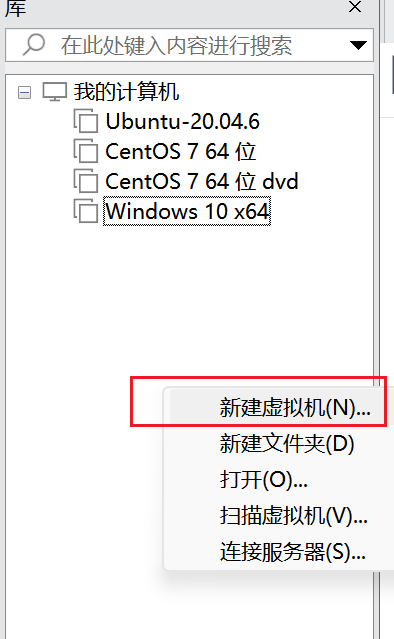 库
在此处键入内容进行搜索
我的计算机
Ubuntu-20.04.6
CentOS 7 64 位
CentOS 7 64 位 dvd
Windows 10 x64
新建虚拟机(N)...
新建文件夹(D)
打开(O)...
扫描虚拟机(V)...
连接服务器(S)...